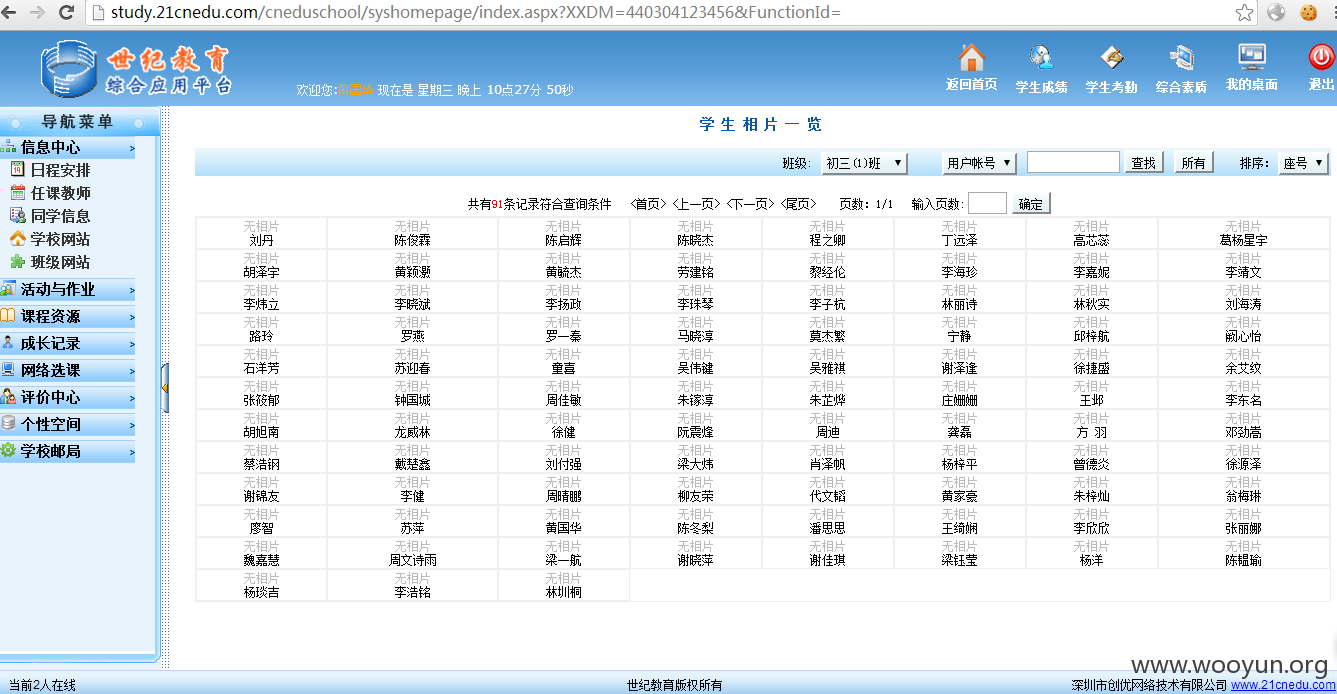 study.21cnedu.com/cneduschool/syshomepage/index.aspx?XXDM=440304123456&FunctionId=
世纪教育
综合应用平台
欢迎您: 现在是 星期三 晚上 10点27分 50秒
返回首页 学生成绩 学生考勤 综合素质 我的桌面 退出
导航菜单
信息中心 >
日程安排
任课教师
同学信息
学校网站
班级网站
活动与作业 >
课程资源 >
成长记录 >
网络选课 >
评价中心 >
个性空间 >
学校邮局 >
学生相片一览
班级: 初三(1)班 用户帐号 查找 所有 排序: 座号
共有91条记录符合查询条件 <首页> <上一页> <下一页> <尾页> 页数: 1/1 输入页数: 确定
无相片 无相片 无相片 无相片 无相片 无相片 无相片 无相片
刘丹 陈俊霖 陈启辉 陈晓杰 程之卿 丁远泽 高芯蕊 葛杨星宇
无相片 无相片 无相片 无相片 无相片 无相片 无相片 无相片
胡泽宇 黄颖灏 黄毓杰 劳建铭 黎经伦 李海珍 李嘉妮 李靖文
无相片 无相片 无相片 无相片 无相片 无相片 无相片 无相片
李炜立 李晓斌 李扬政 李珠琴 李子杭 林丽诗 林秋实 刘海涛
无相片 无相片 无相片 无相片 无相片 无相片 无相片 无相片
路玲 罗燕 罗一秦 马晓淳 莫杰繁 宁静 邱梓航 阙心怡
无相片 无相片 无相片 无相片 无相片 无相片 无相片 无相片
石洋芳 苏迎春 童喜 吴伟键 吴雅祺 谢泽逢 徐捷盛 余艾纹
无相片 无相片 无相片 无相片 无相片 无相片 无相片 无相片
张筱郁 钟国城 周佳敏 朱镓淳 朱芷烨 庄姗姗 王邺 李东名
无相片 无相片 无相片 无相片 无相片 无相片 无相片 无相片
胡旭南 龙威林 徐健 阮震烽 周迪 龚磊 方 羽 邓劲嵩
无相片 无相片 无相片 无相片 无相片 无相片 无相片 无相片
蔡浩钢 戴楚鑫 刘付强 梁大炜 肖泽帆 杨梓平 曾德炎 徐源泽
无相片 无相片 无相片 无相片 无相片 无相片 无相片 无相片
谢锦友 李健 周晴鹏 柳友荣 代文韬 黄家豪 朱梓灿 翁梅琳
无相片 无相片 无相片 无相片 无相片 无相片 无相片 无相片
廖智 苏萍 黄国华 陈冬梨 潘思思 王绮娴 李欣欣 张丽娜
无相片 无相片 无相片 无相片 无相片 无相片 无相片 无相片
魏嘉慧 周文诗雨 梁一航 谢晓萍 谢佳琪 梁钰莹 杨洋 陈韫瑜
无相片 无相片 无相片
杨琰吉 李浩铭 林圳桐
www.wooyun.org
当前2人在线 世纪教育版权所有 深圳市创优网络技术有限公司 www.21cnedu.com